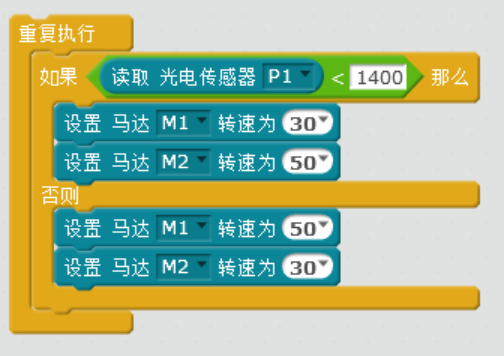 重复执行
如果 读取 光电传感器 P1 < 1400 那么
设置 马达 M1 转速为 30
设置 马达 M2 转速为 50
否则
设置 马达 M1 转速为 50
设置 马达 M2 转速为 30